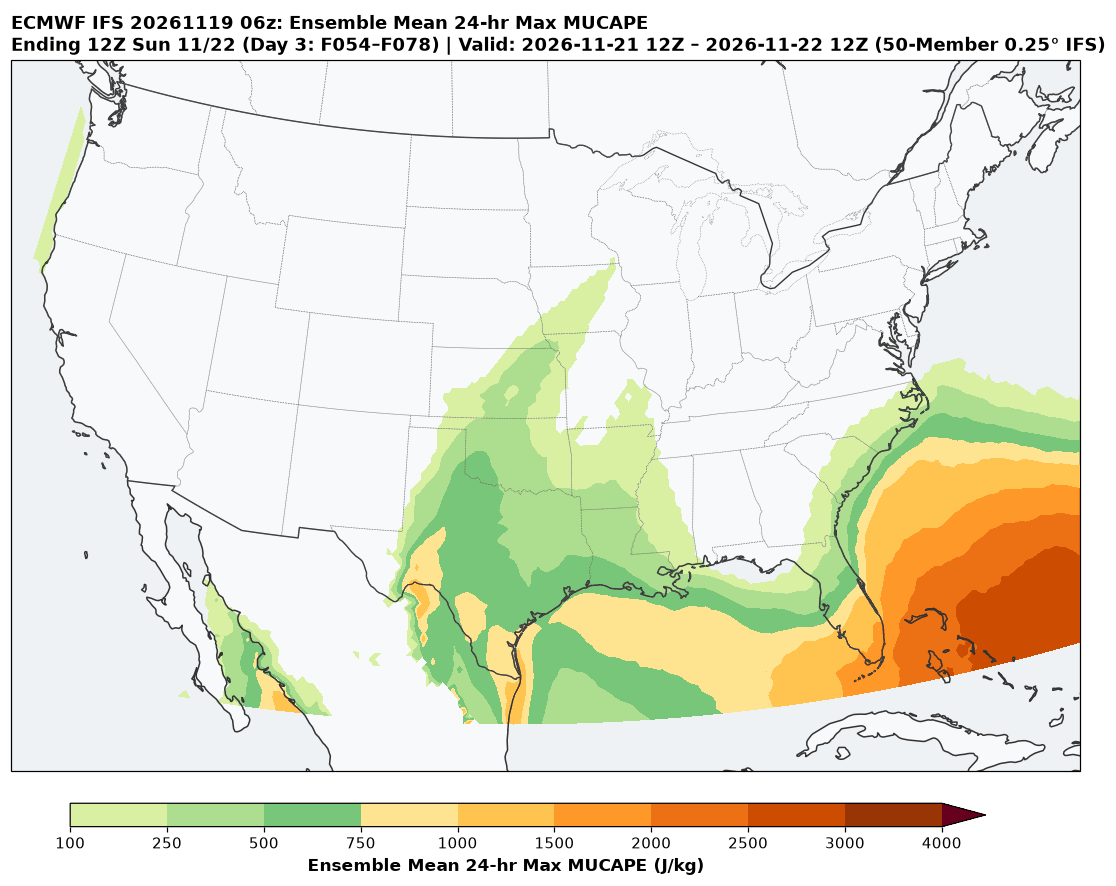 ECMWF IFS 20261119 06z: Ensemble Mean 24-hr Max MUCAPE
Ending 12Z Sun 11/22 (Day 3: F054–F078) | Valid: 2026-11-21 12Z – 2026-11-22 12Z (50-Member 0.25° IFS)
100 250 500 750 1000 1500 2000 2500 3000 4000
Ensemble Mean 24-hr Max MUCAPE (J/kg)